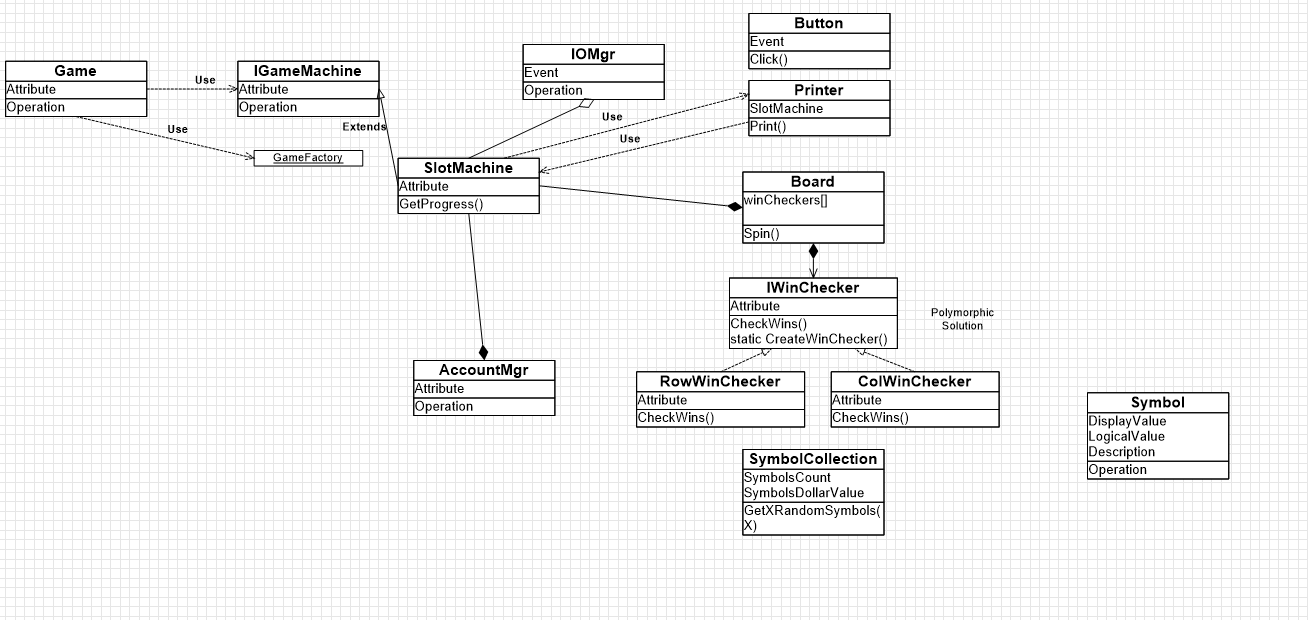 Button
Event
Click()
IOMgr
Event
Operation
Game
Attribute
Operation
Use
IGameMachine
Attribute
Operation
Printer
SlotMachine
Print()
Use
Use
Extends
Use
GameFactory
SlotMachine
Attribute
GetProgress()
Board
winCheckers[]
Spin()
IWinChecker
Attribute
CheckWins()
static CreateWinChecker()
Polymorphic
Solution
AccountMgr
Attribute
Operation
RowWinChecker
Attribute
CheckWins()
ColWinChecker
Attribute
CheckWins()
Symbol
DisplayValue
LogicalValue
Description
Operation
SymbolCollection
SymbolsCount
SymbolsDollarValue
GetXRandomSymbols(
X)